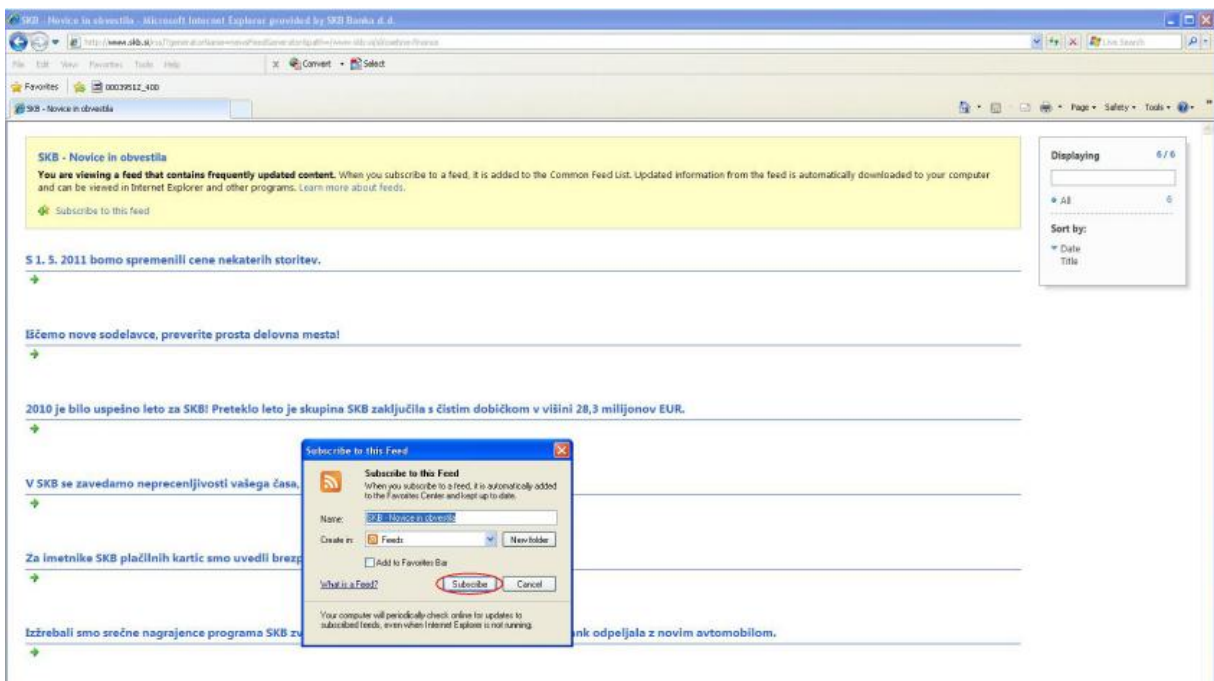 SKB - Novice in obvestila - Microsoft Internet Explorer provided by SKB Banka d.d.
Live Search
File Edit View Favorites Tools Help
x Convert Select
Favorites 00039512_400
SKB - Novice in obvestila
Page Safety Tools
SKB - Novice in obvestila
You are viewing a feed that contains frequently updated content. When you subscribe to a feed, it is added to the Common Feed List. Updated information from the feed is automatically downloaded to your computer
and can be viewed in Internet Explorer and other programs. Learn more about feeds.
Subscribe to this feed
Displaying 6 / 6
All 6
Sort by:
Date
Title
S 1. 5. 2011 bomo spremenili cene nekaterih storitev.
Iščemo nove sodelavce, preverite prosta delovna mesta!
2010 je bilo uspešno leto za SKB! Preteklo leto je skupina SKB zaključila s čistim dobičkom v višini 28,3 milijonov EUR.
V SKB se zavedamo neprecenljivosti vašega časa,
Za imetnike SKB plačilnih kartic smo uvedli brezp
Izžrebali smo srečne nagrajence programa SKB zv
nk odpeljala z novim avtomobilom.
Subscribe to this Feed
Subscribe to this Feed
When you subscribe to a feed, it is automatically added
to the Favorites Center and kept up to date.
Name: SKB - Novice in obvestila
Create in: Feeds New folder
Add to Favorites Bar
What is a Feed? Subscribe Cancel
Your computer will periodically check online for updates to
subscribed feeds, even when Internet Explorer is not running.